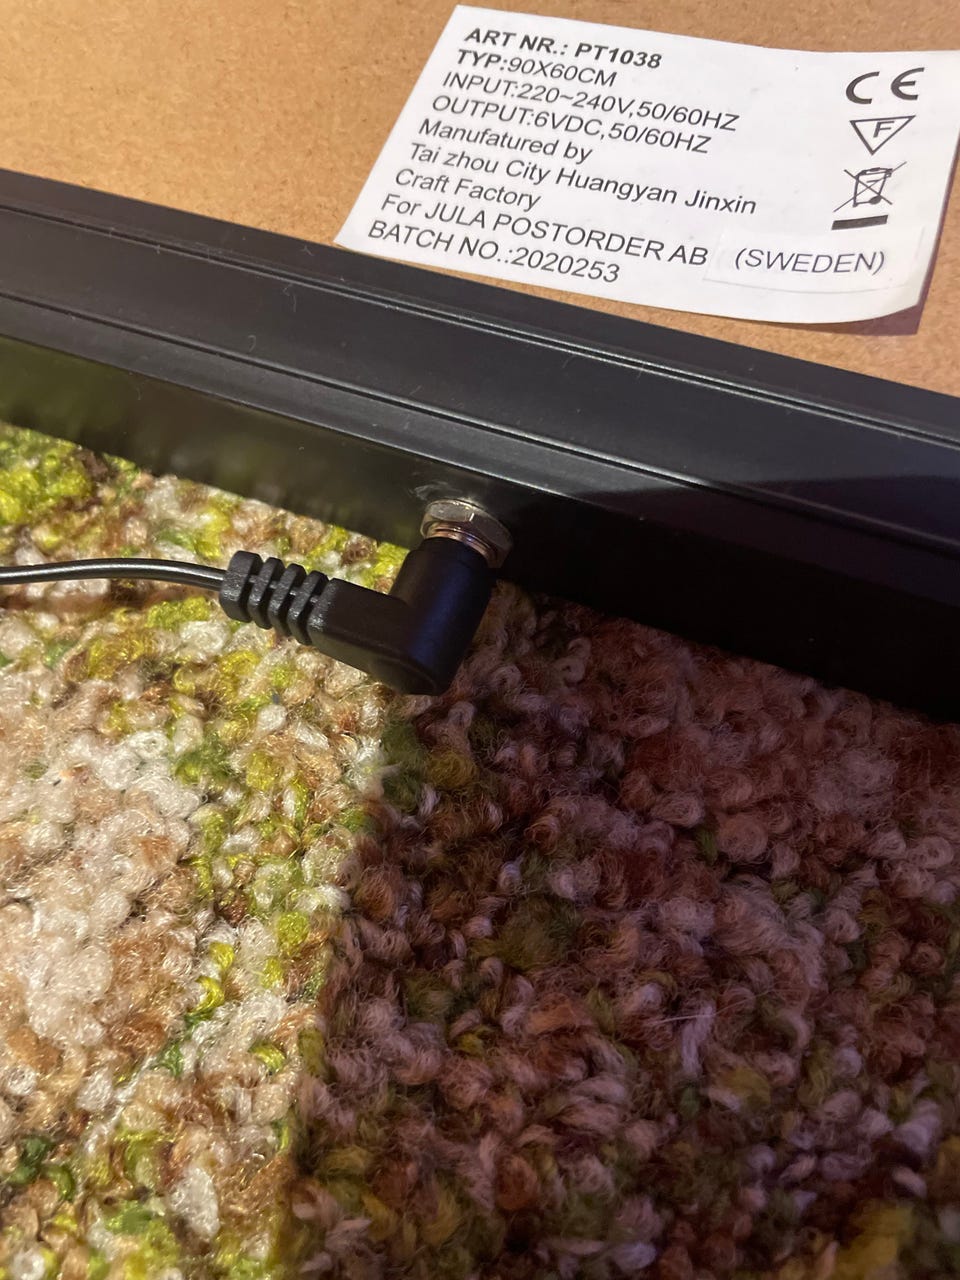 ART NR.: PT1038
TYP:90X60CM
INPUT:220~240V,50/60HZ
OUTPUT:6VDC,50/60HZ
Manufatured by
Tai zhou City Huangyan Jinxin
Craft Factory
For JULA POSTORDER AB (SWEDEN)
BATCH NO.:2020253
CE
F